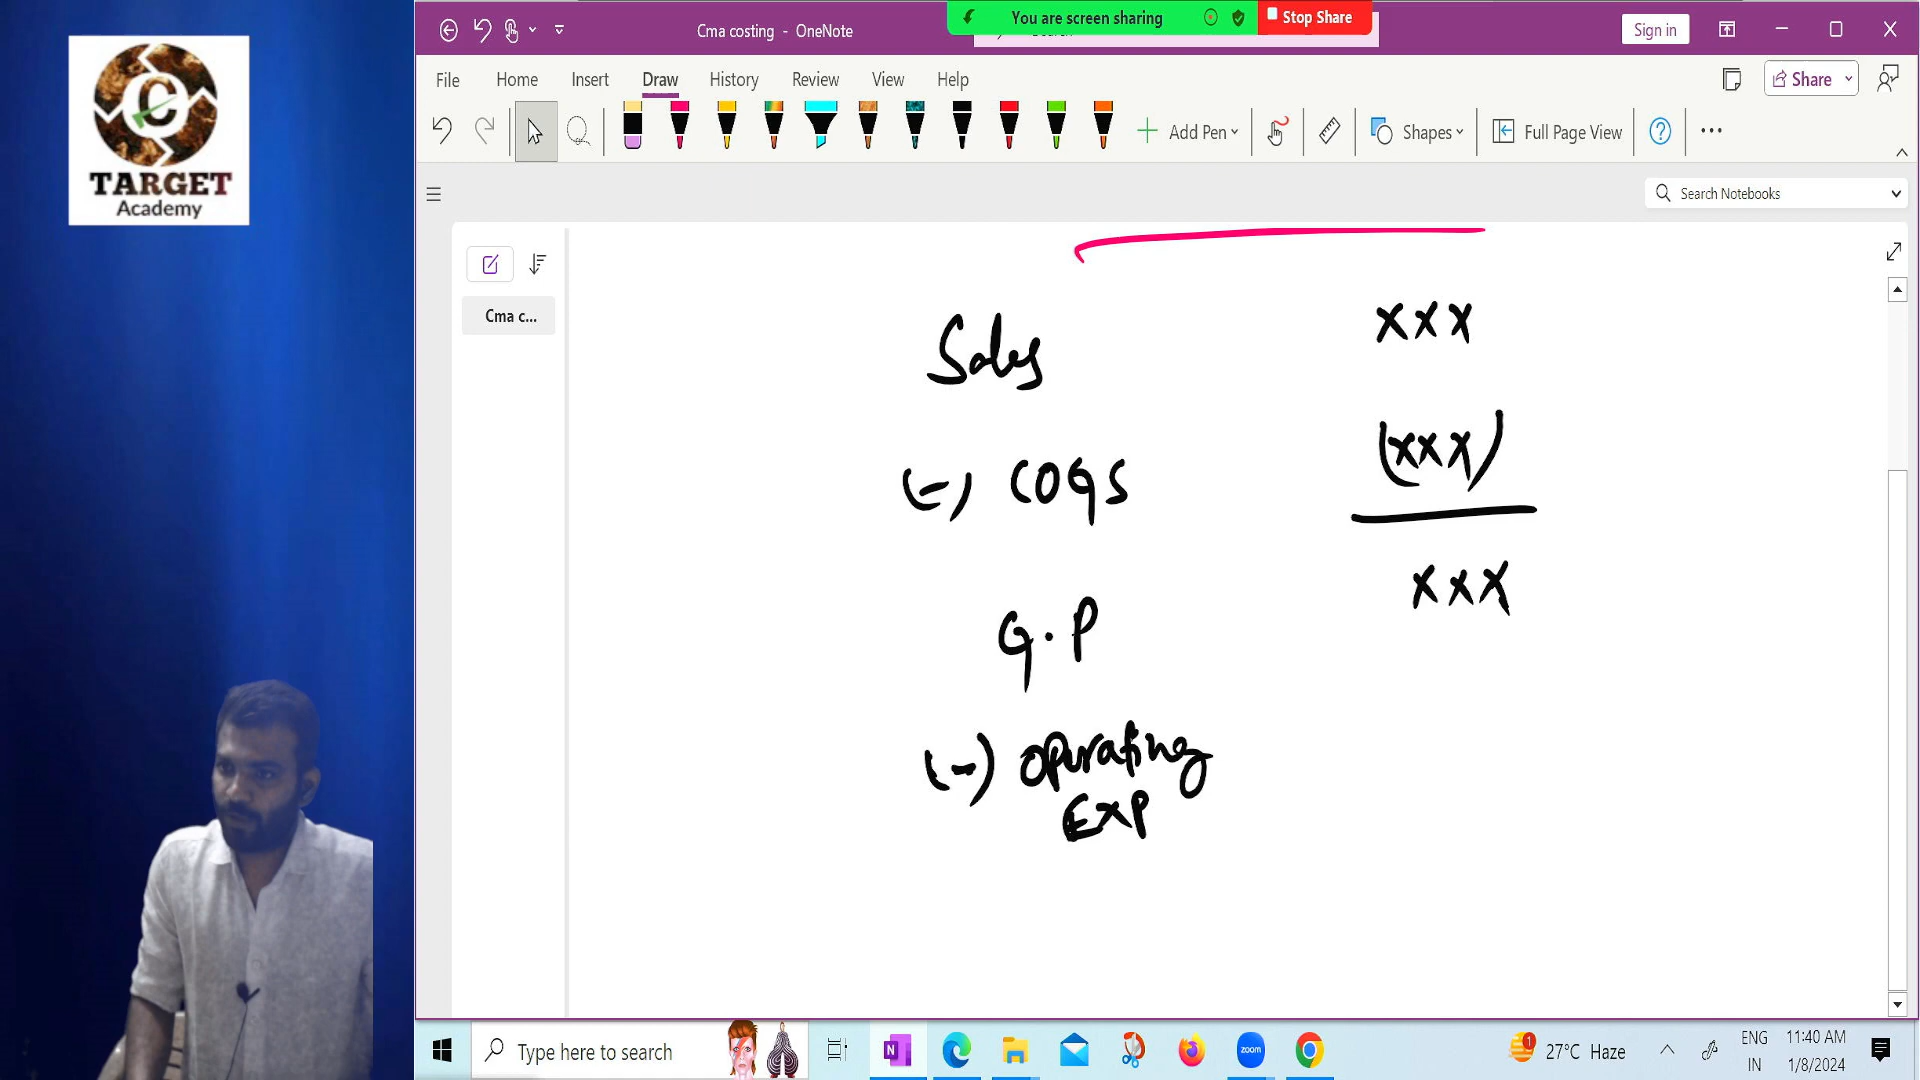 TARGET
Academy
Cma costing - OneNote
You are screen sharing
Stop Share
Sign in
File Home Insert Draw History Review View Help
Share
Add Pen
Shapes
Full Page View
Search Notebooks
Cma c...
Sales xxx
(-) COGS (xxx)
G.P xxx
(-) operating
EXP
Type here to search
zoom
1
27°C Haze
ENG
IN
11:40 AM
1/8/2024